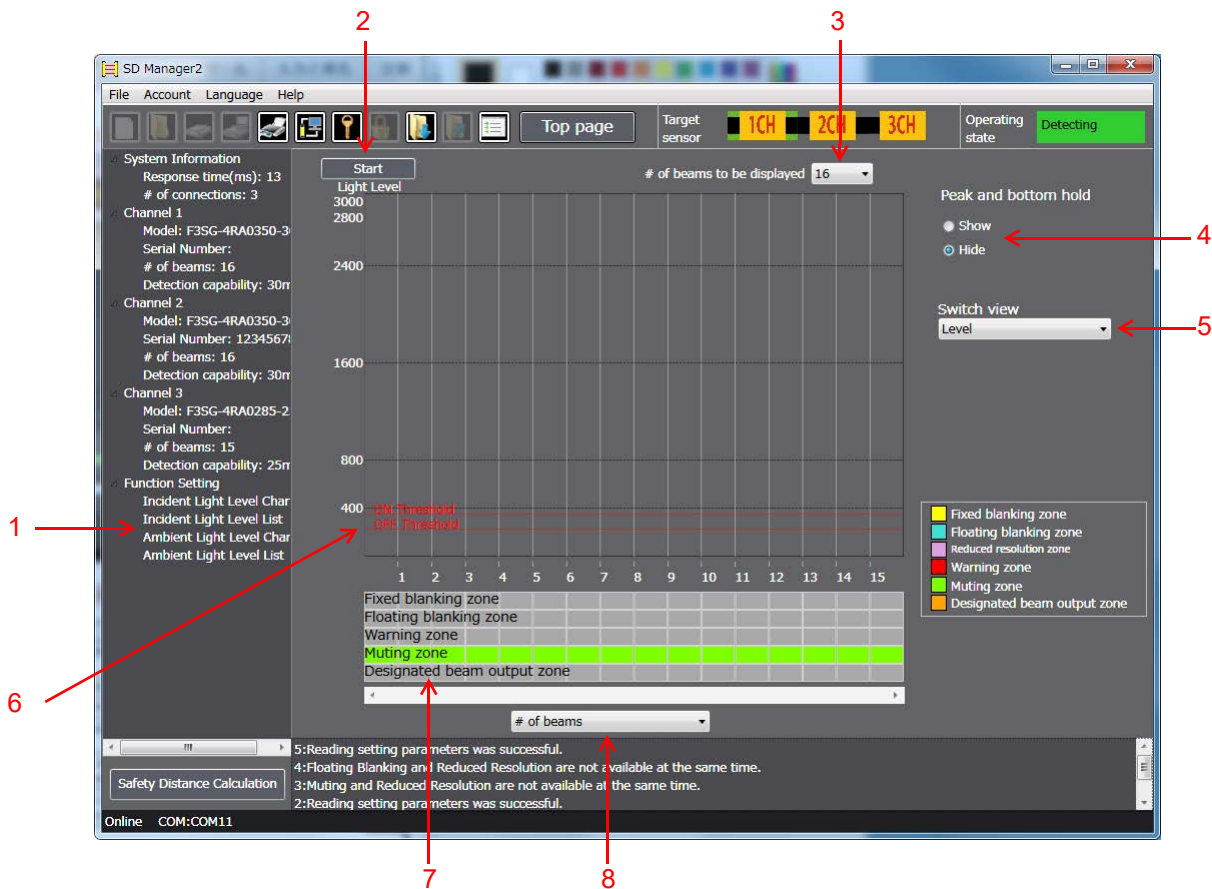 2
3
SD Manager2
File Account Language Help
Top page
Target sensor
1CH 2CH 3CH
Operating state
Detecting
System Information
Response time(ms): 13
# of connections: 3
Channel 1
Model: F3SG-4RA0350-3
Serial Number:
# of beams: 16
Detection capability: 30m
Channel 2
Model: F3SG-4RA0350-3
Serial Number: 1234567
# of beams: 16
Detection capability: 30m
Channel 3
Model: F3SG-4RA0285-2
Serial Number:
# of beams: 15
Detection capability: 25m
Function Setting
Incident Light Level Char
Incident Light Level List
Ambient Light Level Char
Ambient Light Level List
1
Start
# of beams to be displayed 16
Light Level
3000
2800
2400
1600
800
400
ON Threshold
OFF Threshold
1 2 3 4 5 6 7 8 9 10 11 12 13 14 15
Fixed blanking zone
Floating blanking zone
Warning zone
Muting zone
Designated beam output zone
# of beams
Peak and bottom hold
Show
Hide
4
Switch view
Level
5
Fixed blanking zone
Floating blanking zone
Reduced resolution zone
Warning zone
Muting zone
Designated beam output zone
6
Safety Distance Calculation
5:Reading setting parameters was successful.
4:Floating Blanking and Reduced Resolution are not available at the same time.
3:Muting and Reduced Resolution are not available at the same time.
2:Reading setting parameters was successful.
Online COM:COM11
7
8